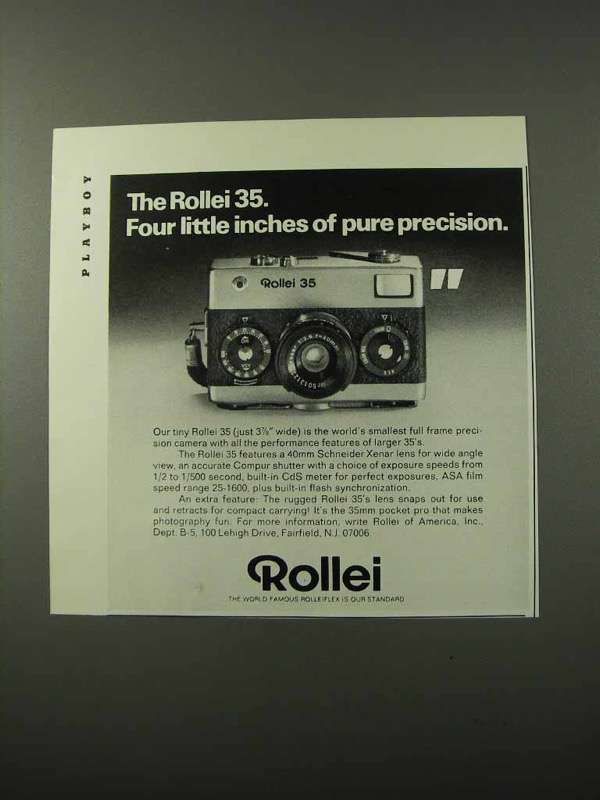 PLAYBOY
The Rollei 35.
Four little inches of pure precision.
Rollei 35
Our tiny Rollei 35 (just 3⅞" wide) is the world's smallest full frame preci-
sion camera with all the performance features of larger 35's.
The Rollei 35 features a 40mm Schneider Xenar lens for wide angle
view, an accurate Compur shutter with a choice of exposure speeds from
1/2 to 1/500 second, built-in CdS meter for perfect exposures, ASA film
speed range 25-1600, plus built-in flash synchronization.
An extra feature: The rugged Rollei 35's lens snaps out for use
and retracts for compact carrying! It's the 35mm pocket pro that makes
photography fun. For more information, write Rollei of America, Inc.,
Dept. B-5, 100 Lehigh Drive, Fairfield, N.J. 07006.
Rollei
THE WORLD FAMOUS ROLLEIFLEX IS OUR STANDARD